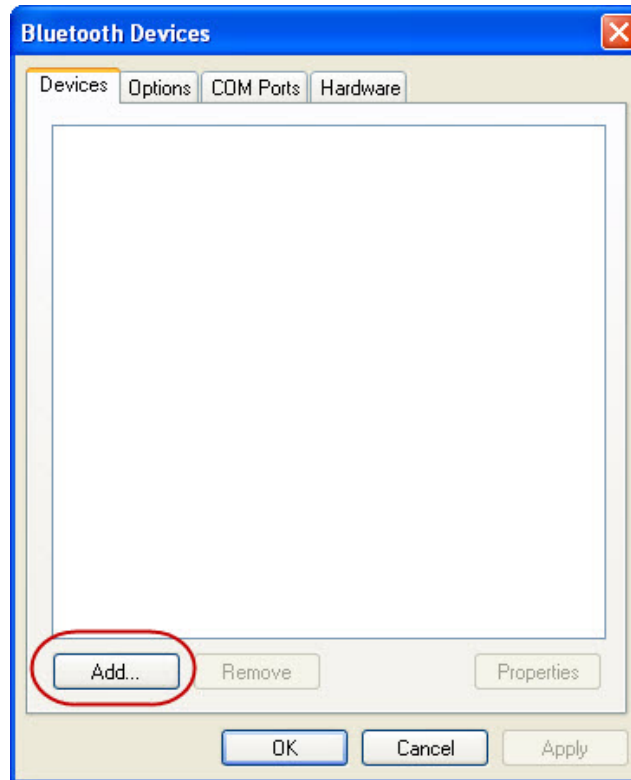 Bluetooth Devices
Devices Options COM Ports Hardware
Add... Remove Properties
OK Cancel Apply